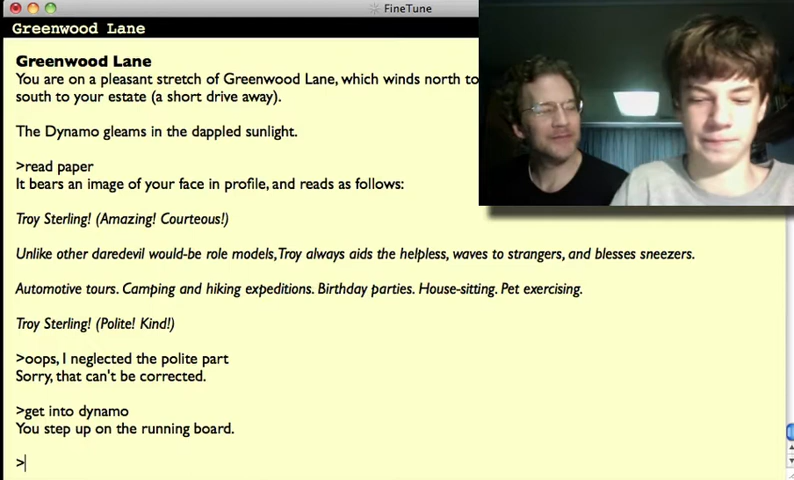 FineTune
Greenwood Lane
Greenwood Lane
You are on a pleasant stretch of Greenwood Lane, which winds north to
south to your estate (a short drive away).
The Dynamo gleams in the dappled sunlight.
>read paper
It bears an image of your face in profile, and reads as follows:
Troy Sterling! (Amazing! Courteous!)
Unlike other daredevil would-be role models, Troy always aids the helpless, waves to strangers, and blesses sneezers.
Automotive tours. Camping and hiking expeditions. Birthday parties. House-sitting. Pet exercising.
Troy Sterling! (Polite! Kind!)
>oops, I neglected the polite part
Sorry, that can't be corrected.
>get into dynamo
You step up on the running board.
>